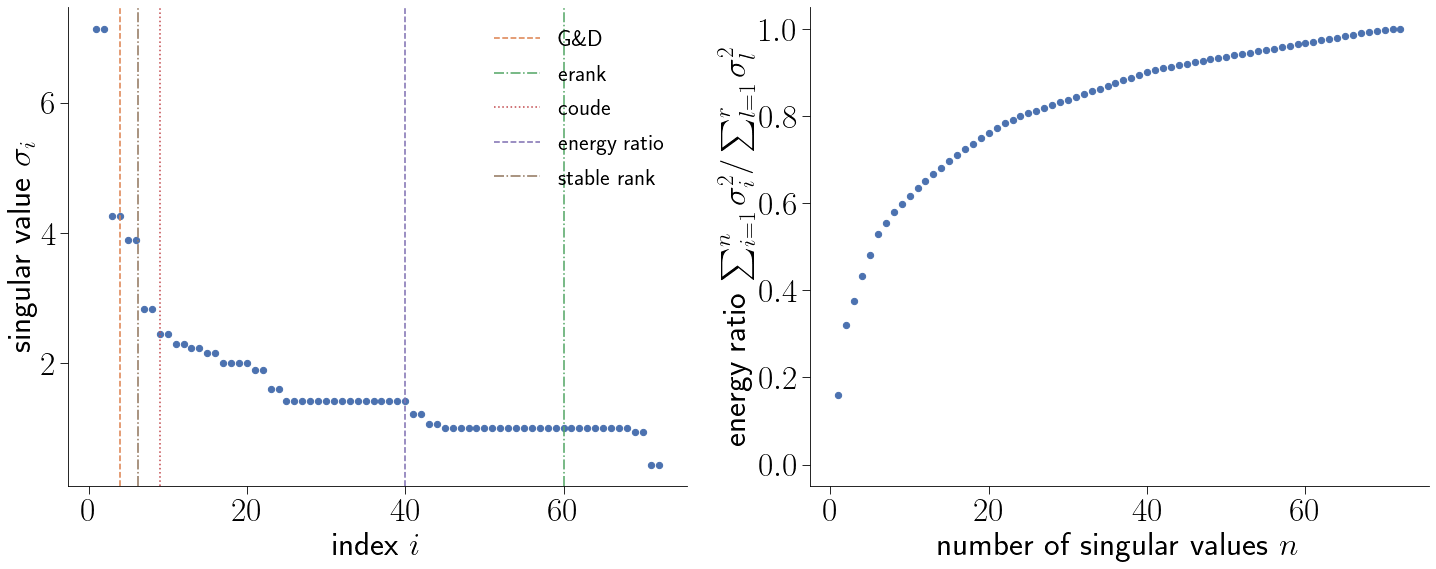 singular value σ_i
6
4
2
0 20 40 60
index i
G&D
erank
coude
energy ratio
stable rank
energy ratio ∑_{i=1}^{n} σ_i^2 / ∑_{l=1}^{r} σ_l^2
1.0
0.8
0.6
0.4
0.2
0.0
0 20 40 60
number of singular values n